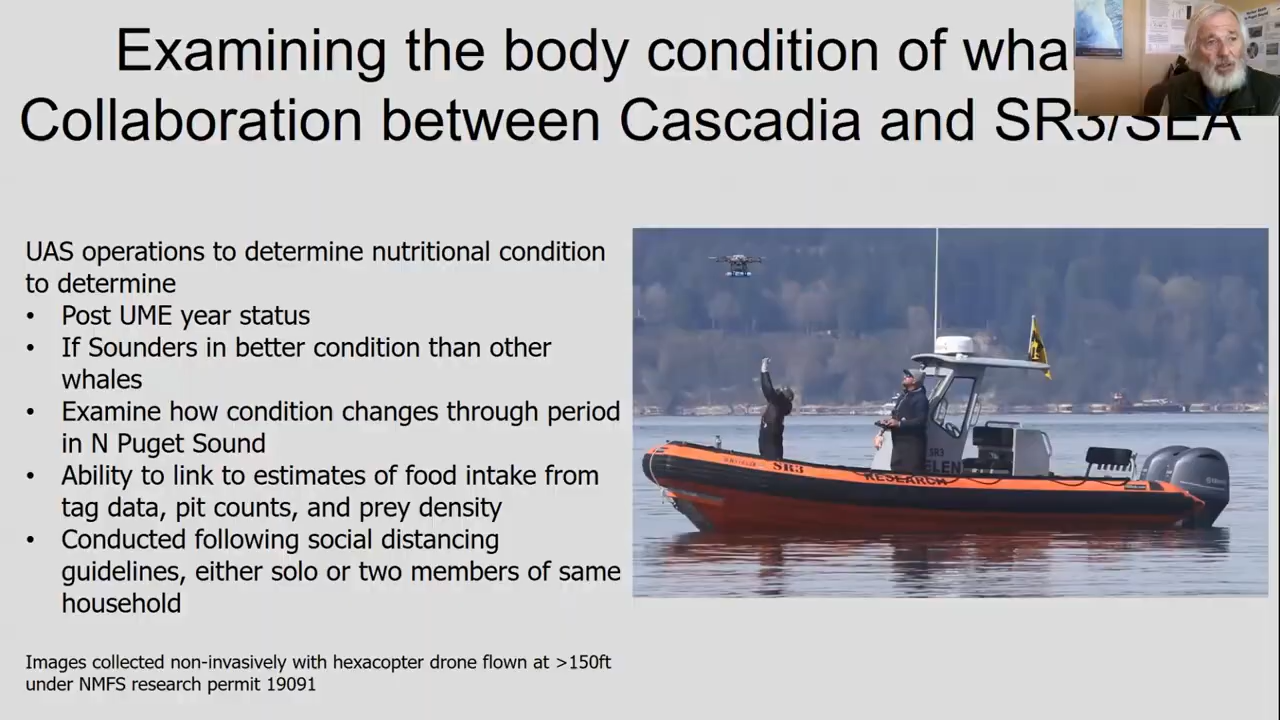 Examining the body condition of wha
Collaboration between Cascadia and SR3/SEA
UAS operations to determine nutritional condition
to determine
• Post UME year status
• If Sounders in better condition than other
whales
• Examine how condition changes through period
in N Puget Sound
• Ability to link to estimates of food intake from
tag data, pit counts, and prey density
• Conducted following social distancing
guidelines, either solo or two members of same
household
Images collected non-invasively with hexacopter drone flown at >150ft
under NMFS research permit 19091
SR3
RESEARCH
SR3
ELEN